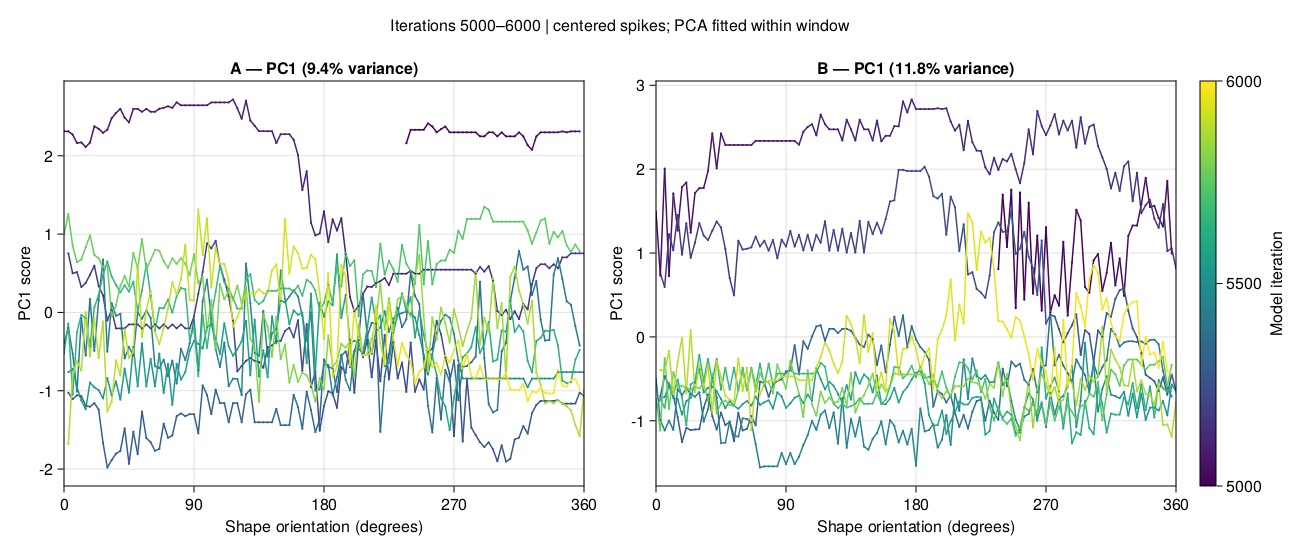 Iterations 5000–6000 | centered spikes; PCA fitted within window
A — PC1 (9.4% variance)
PC1 score
2
1
0
-1
-2
0 90 180 270 360
Shape orientation (degrees)
B — PC1 (11.8% variance)
PC1 score
3
2
1
0
-1
0 90 180 270 360
Shape orientation (degrees)
6000
5500
5000
Model iteration